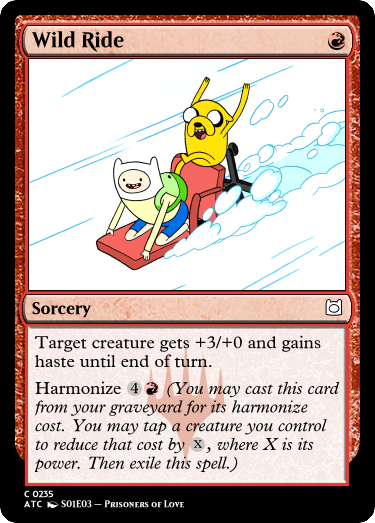 Wild Ride
Sorcery
Target creature gets +3/+0 and gains
haste until end of turn.
Harmonize 4 (You may cast this card
from your graveyard for its harmonize
cost. You may tap a creature you control
to reduce that cost by X, where X is its
power. Then exile this spell.)
C 0235
ATC S01E03 — Prisoners of Love